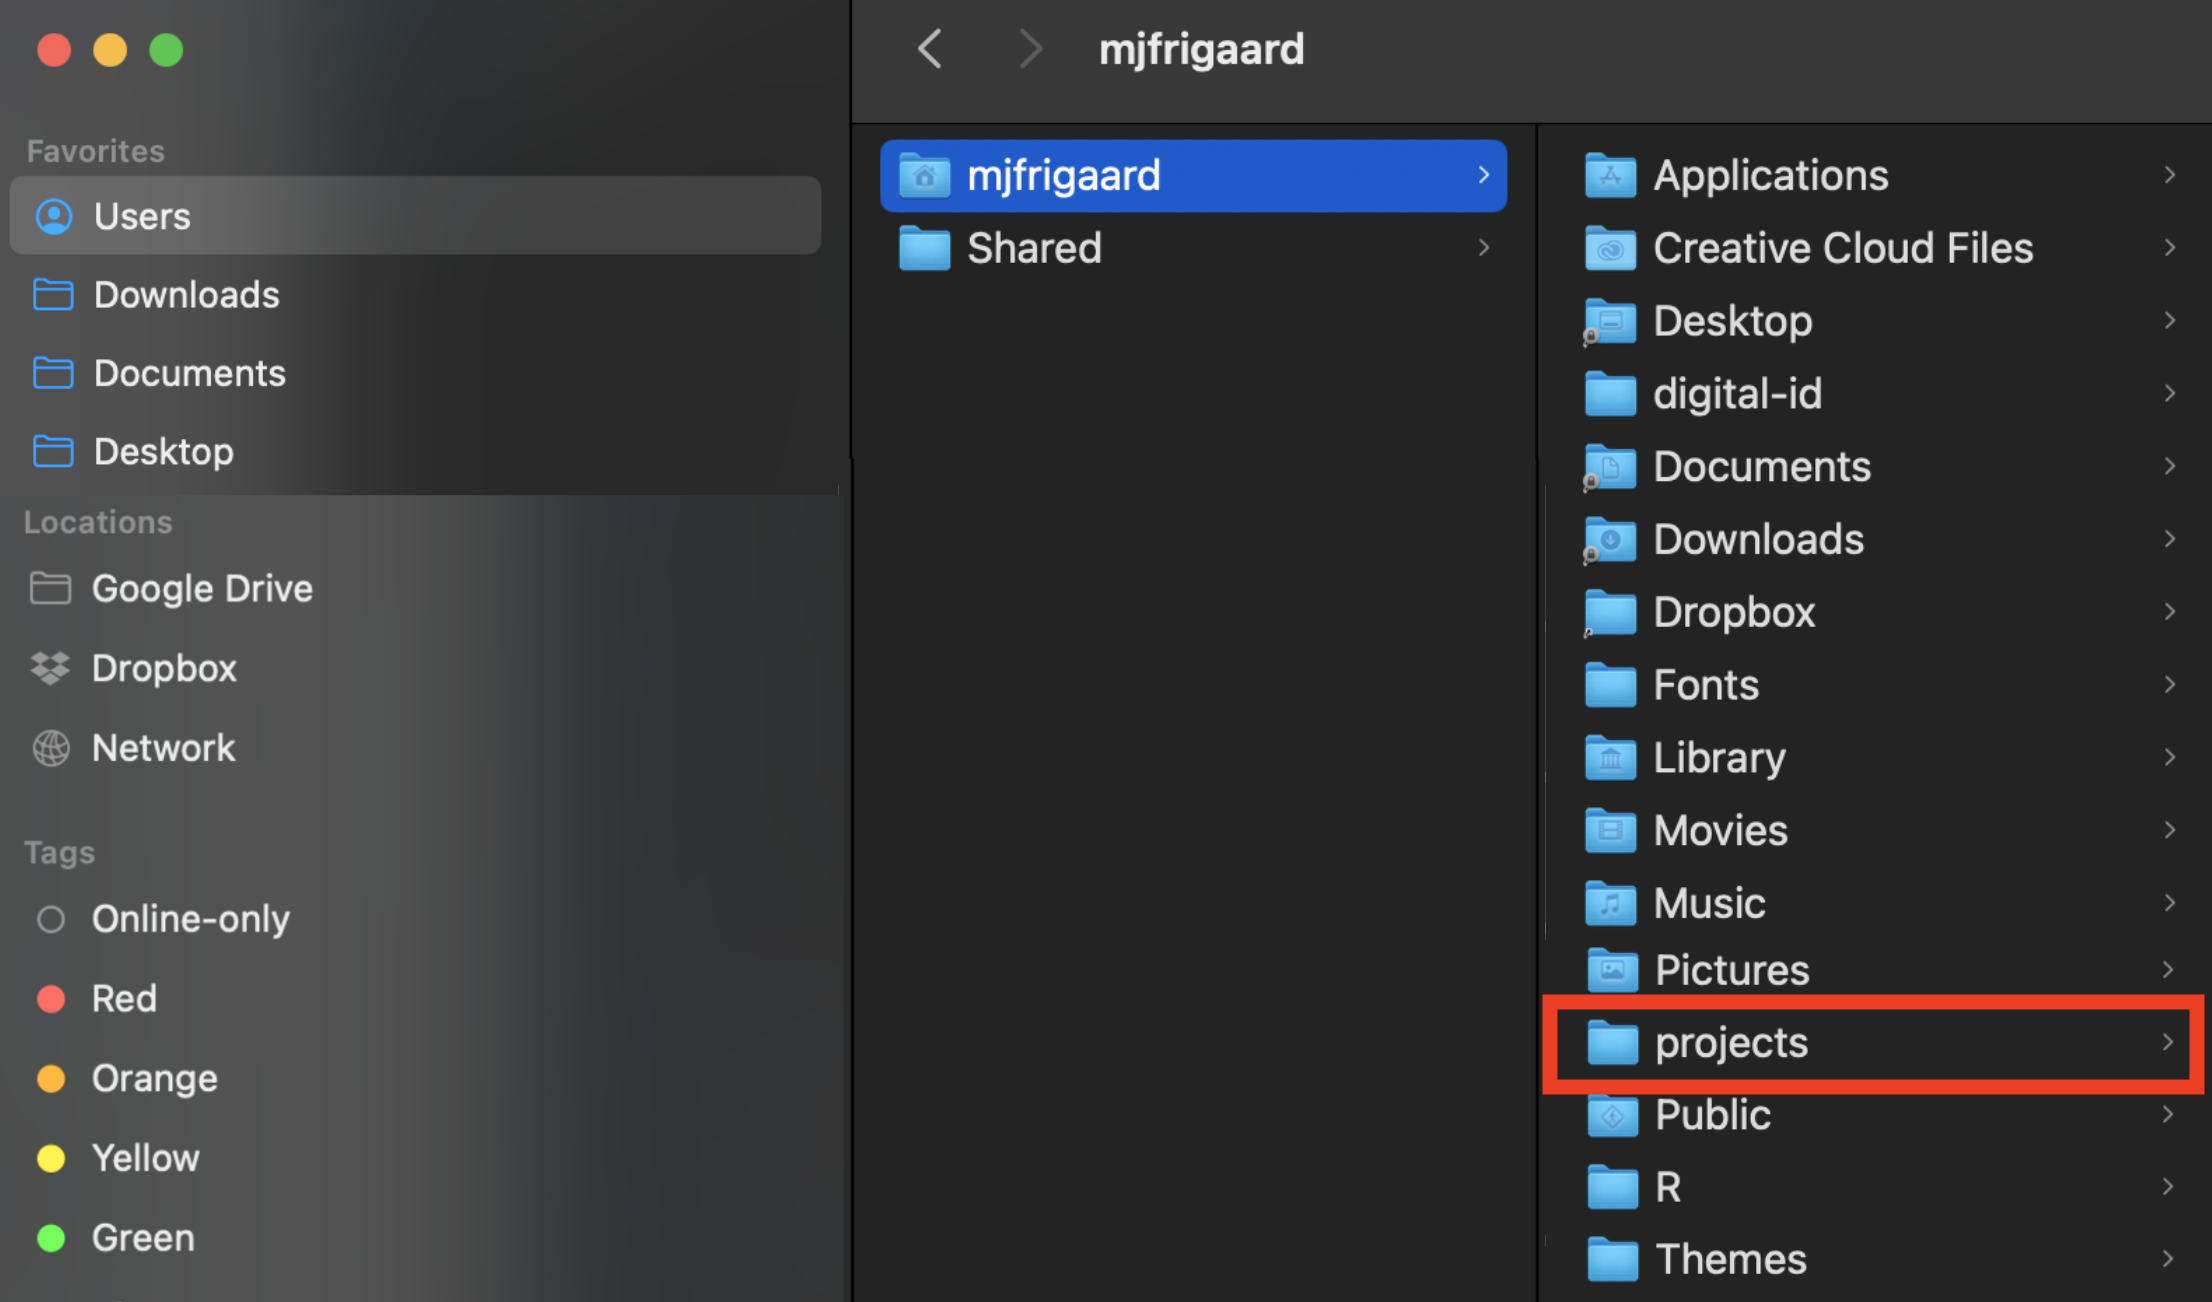 mjfrigaard
Favorites
Users
Downloads
Documents
Desktop
Locations
Google Drive
Dropbox
Network
Tags
Online-only
Red
Orange
Yellow
Green
mjfrigaard
Shared
Applications
Creative Cloud Files
Desktop
digital-id
Documents
Downloads
Dropbox
Fonts
Library
Movies
Music
Pictures
projects
Public
R
Themes